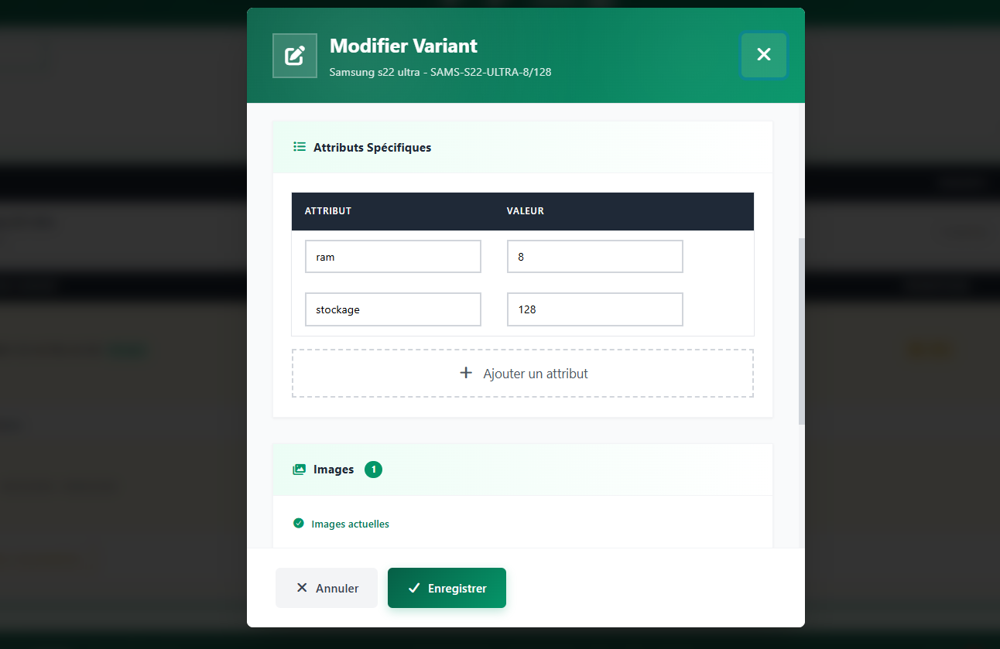 Modifier Variant
Samsung s22 ultra - SAMS-S22-ULTRA-8/128
Attributs Spécifiques
ATTRIBUT VALEUR
ram 8
stockage 128
Ajouter un attribut
Images 1
Images actuelles
Annuler Enregistrer